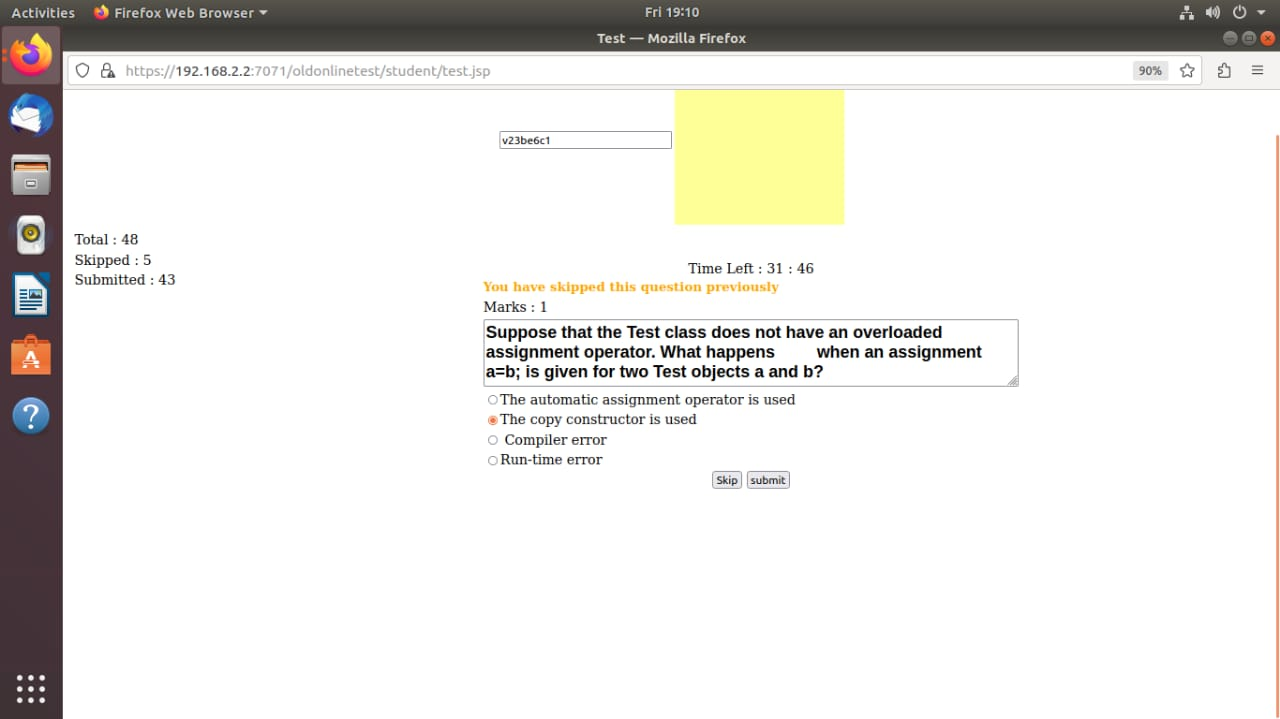 Activities
Firefox Web Browser
Fri 19:10
Test — Mozilla Firefox
https://192.168.2.2:7071/oldonlinetest/student/test.jsp
90%
v23be6c1
Total : 48
Skipped : 5
Submitted : 43
Time Left : 31 : 46
You have skipped this question previously
Marks : 1
Suppose that the Test class does not have an overloaded
assignment operator. What happens when an assignment
a=b; is given for two Test objects a and b?
The automatic assignment operator is used
The copy constructor is used
Compiler error
Run-time error
Skip submit